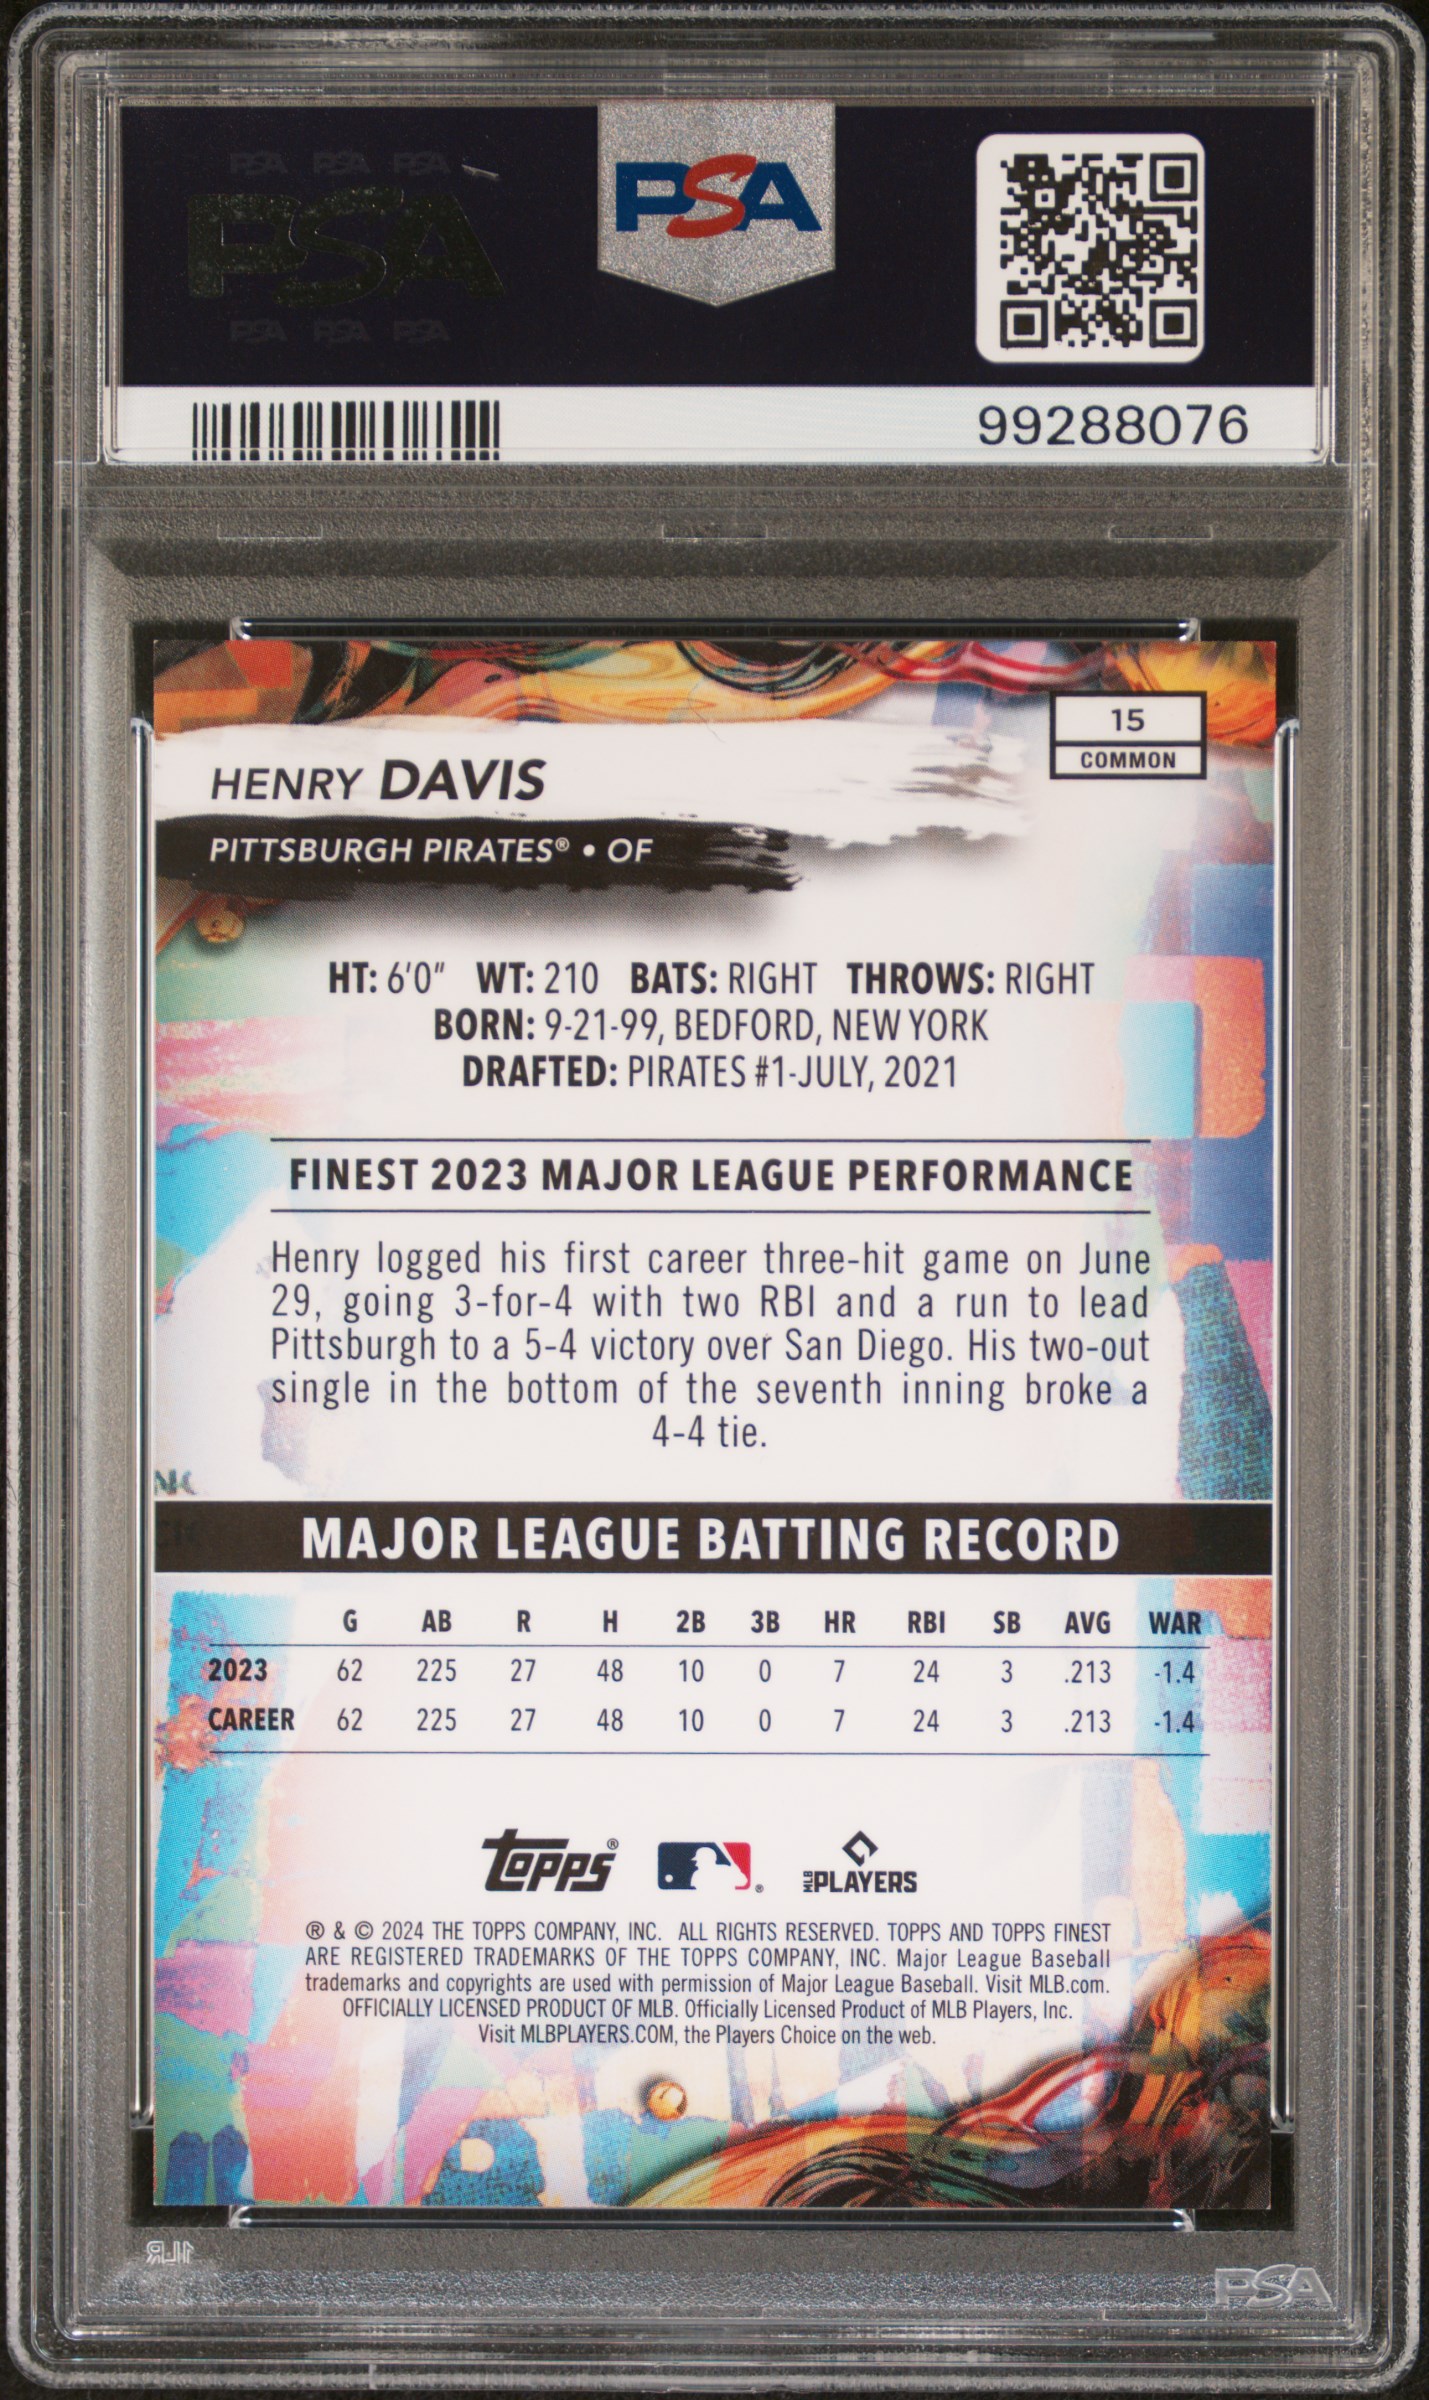 PSA PSA PSA
PSA
PSA PSA PSA
PSA
99288076
15
COMMON
HENRY DAVIS
PITTSBURGH PIRATES® • OF
HT: 6'0" WT: 210 BATS: RIGHT THROWS: RIGHT
BORN: 9-21-99, BEDFORD, NEW YORK
DRAFTED: PIRATES #1-JULY, 2021
FINEST 2023 MAJOR LEAGUE PERFORMANCE
Henry logged his first career three-hit game on June
29, going 3-for-4 with two RBI and a run to lead
Pittsburgh to a 5-4 victory over San Diego. His two-out
single in the bottom of the seventh inning broke a
4-4 tie.
MAJOR LEAGUE BATTING RECORD
G AB R H 2B 3B HR RBI SB AVG WAR
2023 62 225 27 48 10 0 7 24 3 .213 -1.4
CAREER 62 225 27 48 10 0 7 24 3 .213 -1.4
Topps® ® MLB PLAYERS
® & © 2024 THE TOPPS COMPANY, INC. ALL RIGHTS RESERVED. TOPPS AND TOPPS FINEST
ARE REGISTERED TRADEMARKS OF THE TOPPS COMPANY, INC. Major League Baseball
trademarks and copyrights are used with permission of Major League Baseball. Visit MLB.com.
OFFICIALLY LICENSED PRODUCT OF MLB. Officially Licensed Product of MLB Players, Inc.
Visit MLBPLAYERS.COM, the Players Choice on the web.
PSA